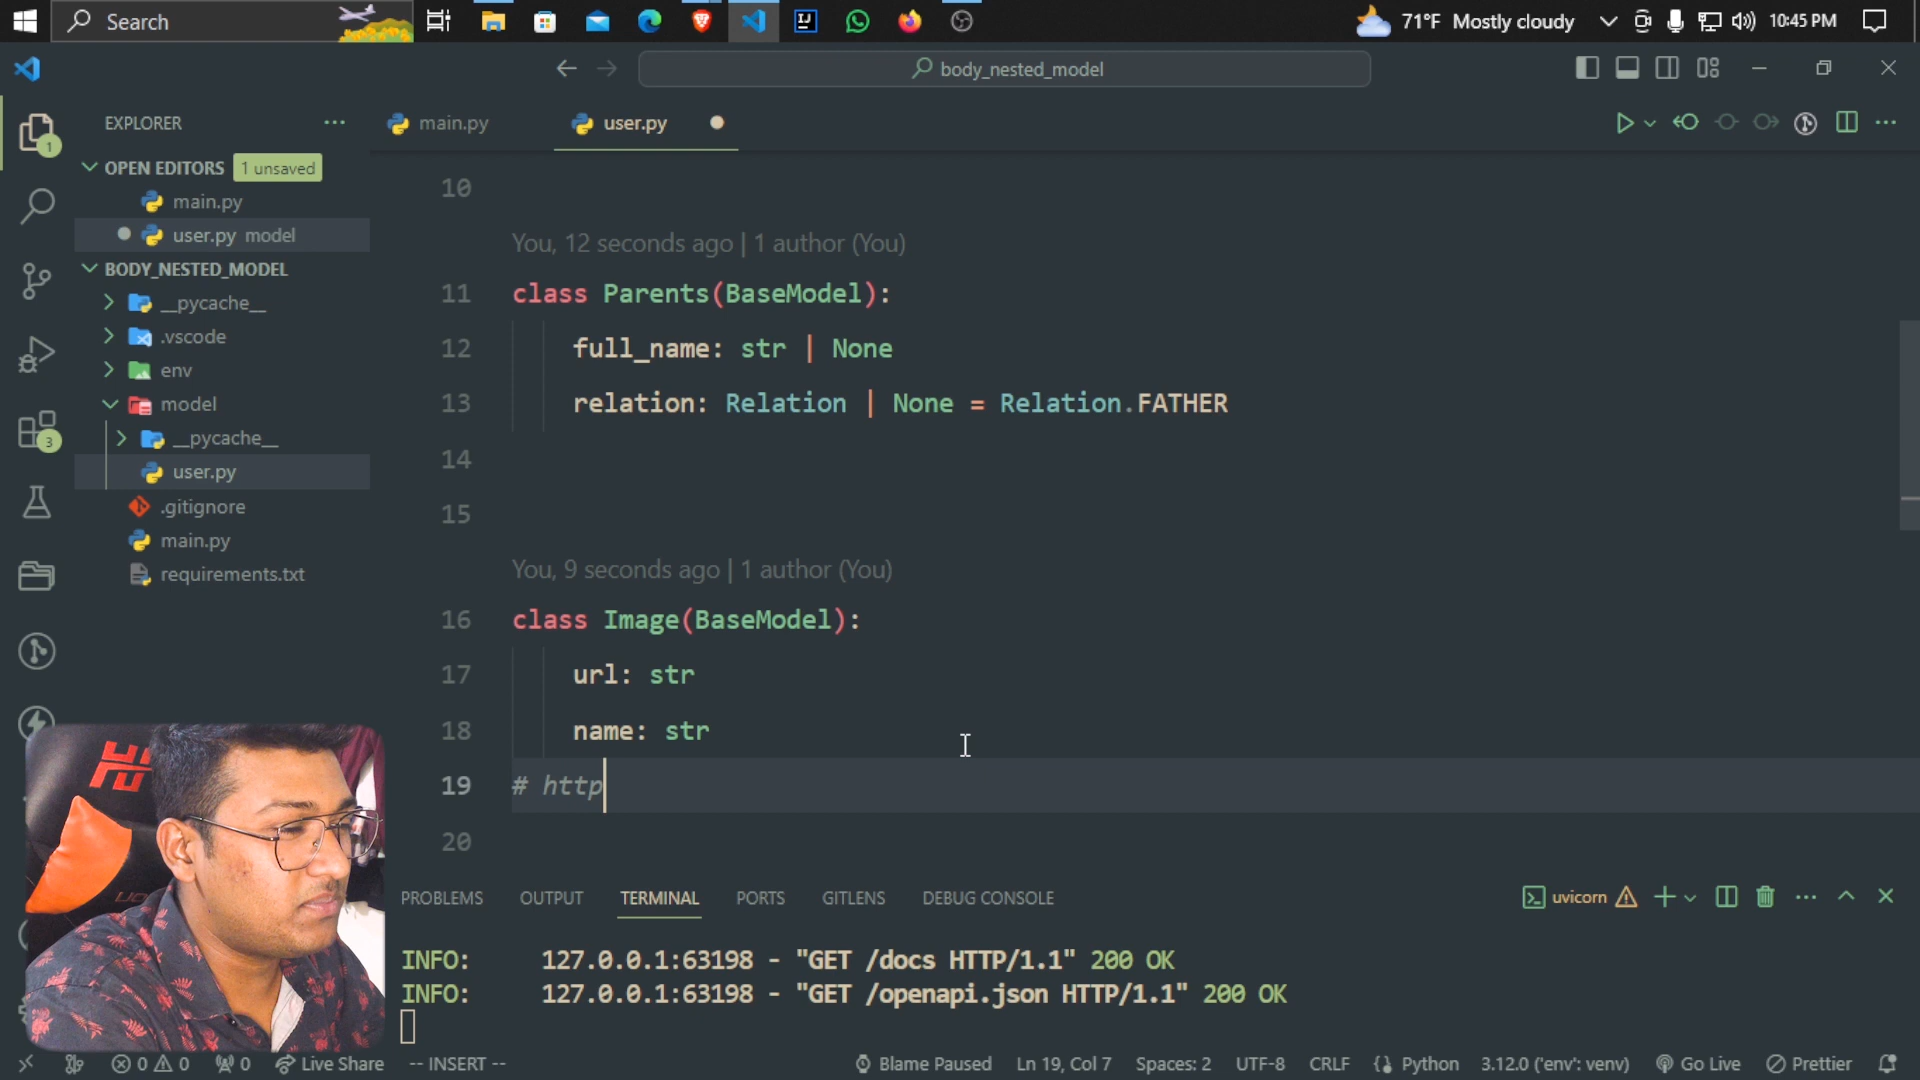 Search
71°F Mostly cloudy
10:45 PM
body_nested_model
EXPLORER
main.py
user.py
OPEN EDITORS 1 unsaved
main.py
user.py model
BODY_NESTED_MODEL
__pycache__
.vscode
env
model
__pycache__
user.py
.gitignore
main.py
requirements.txt
1
3
10
You, 12 seconds ago | 1 author (You)
11 class Parents(BaseModel):
12 full_name: str | None
13 relation: Relation | None = Relation.FATHER
14
15
You, 9 seconds ago | 1 author (You)
16 class Image(BaseModel):
17 url: str
18 name: str
19 # http
20
PROBLEMS OUTPUT TERMINAL PORTS GITLENS DEBUG CONSOLE
uvicorn
INFO: 127.0.0.1:63198 - "GET /docs HTTP/1.1" 200 OK
INFO: 127.0.0.1:63198 - "GET /openapi.json HTTP/1.1" 200 OK
0 0 0 Live Share -- INSERT -- Blame Paused Ln 19, Col 7 Spaces: 2 UTF-8 CRLF Python 3.12.0 ('env': venv) Go Live Prettier